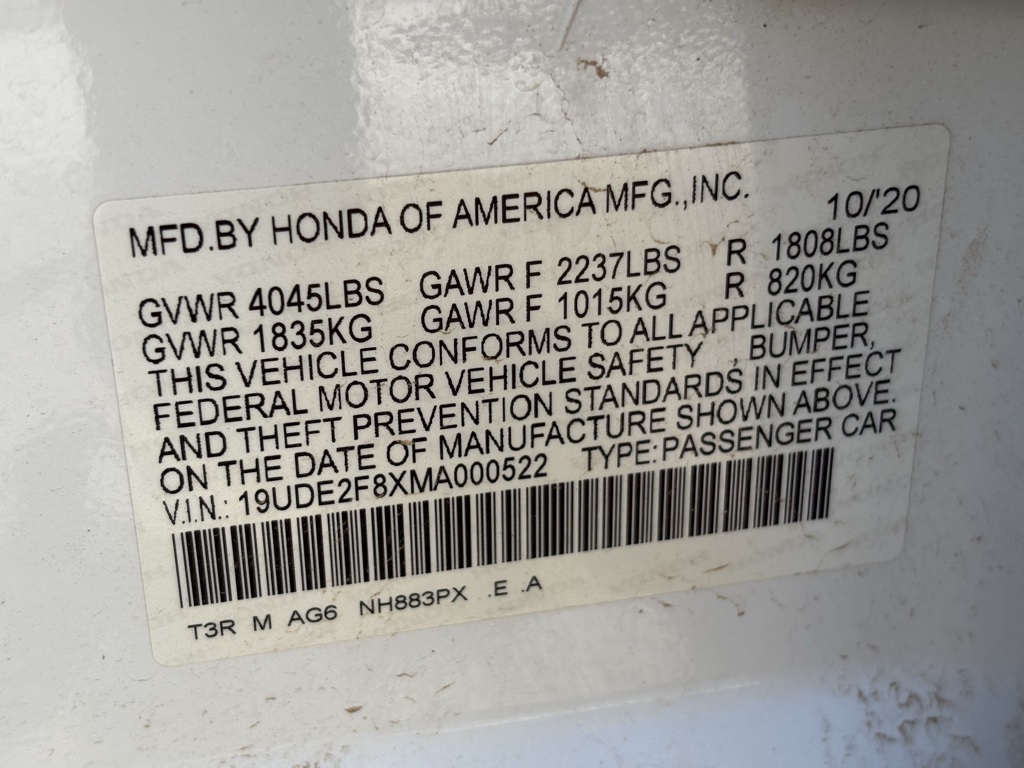 MFD.BY HONDA OF AMERICA MFG.,INC. 10/'20
GVWR 4045LBS GAWR F 2237LBS R 1808LBS
GVWR 1835KG GAWR F 1015KG R 820KG
THIS VEHICLE CONFORMS TO ALL APPLICABLE
FEDERAL MOTOR VEHICLE SAFETY , BUMPER,
AND THEFT PREVENTION STANDARDS IN EFFECT
ON THE DATE OF MANUFACTURE SHOWN ABOVE.
V.I.N.: 19UDE2F8XMA000522 TYPE:PASSENGER CAR
T3R M AG6 NH883PX .E .A